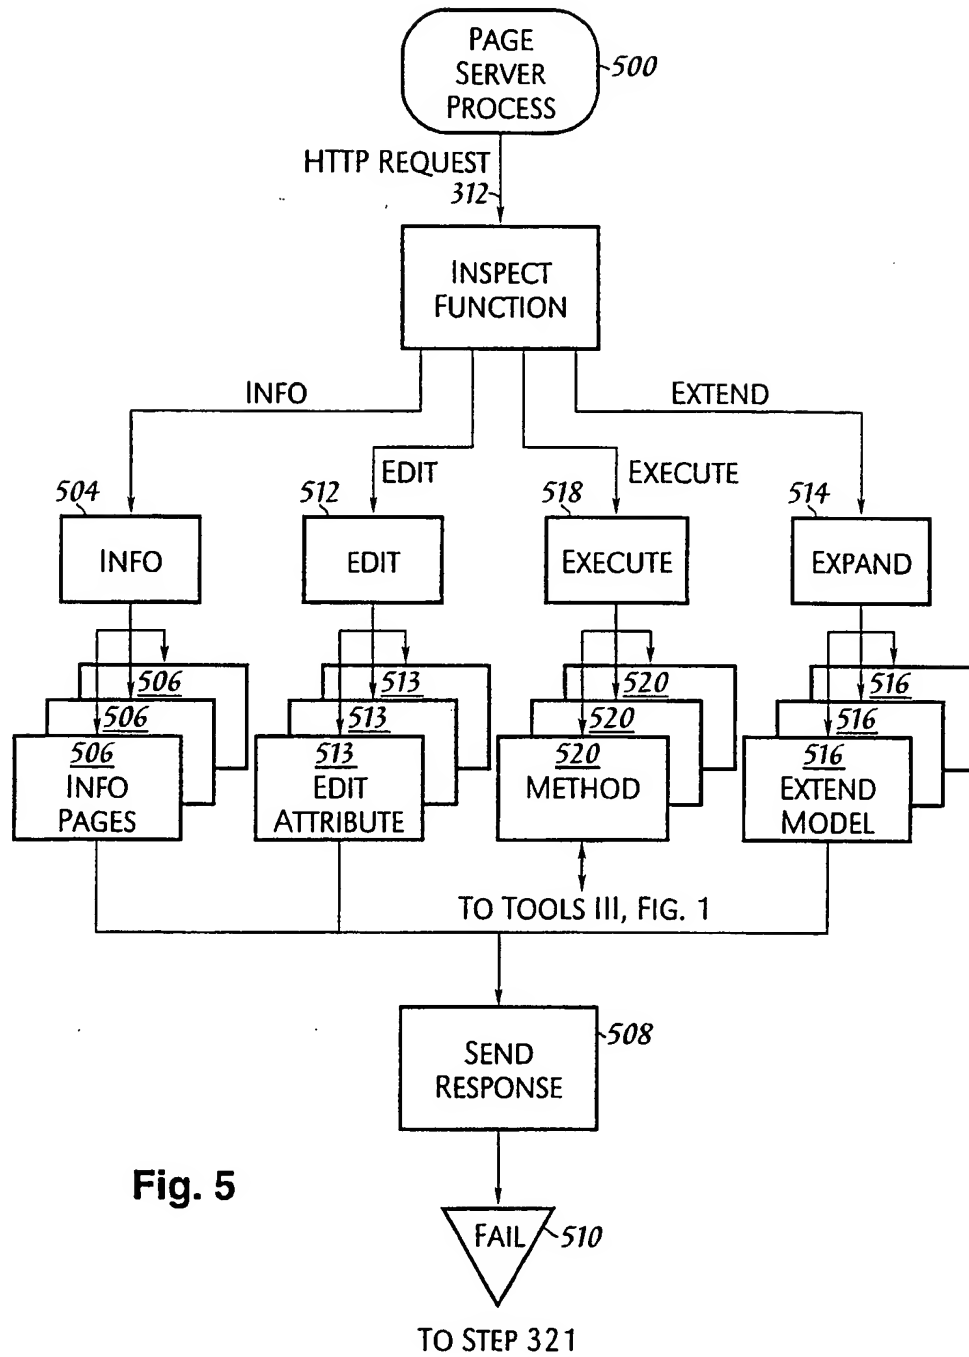 PAGE
SERVER
PROCESS
500
HTTP REQUEST
312
INSPECT
FUNCTION
INFO
EXTEND
EDIT
EXECUTE
504
512
518
514
INFO
EDIT
EXECUTE
EXPAND
506
513
520
516
506
513
520
516
506
513
520
516
INFO
PAGES
EDIT
ATTRIBUTE
METHOD
EXTEND
MODEL
TO TOOLS III, FIG. 1
508
SEND
RESPONSE
Fig. 5
FAIL
510
TO STEP 321